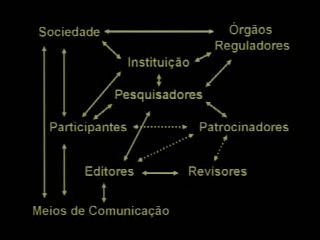 Sociedade
Órgãos
Reguladores
Instituição
Pesquisadores
Participantes
Patrocinadores
Editores
Revisores
Meios de Comunicação